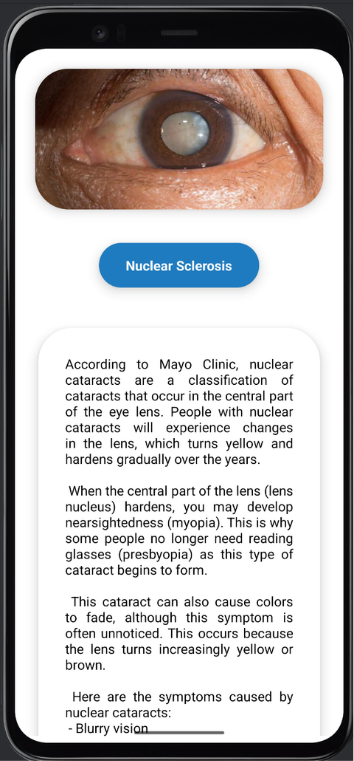 Nuclear Sclerosis
According to Mayo Clinic, nuclear
cataracts are a classification of
cataracts that occur in the central part
of the eye lens. People with nuclear
cataracts will experience changes
in the lens, which turns yellow and
hardens gradually over the years.
When the central part of the lens (lens
nucleus) hardens, you may develop
nearsightedness (myopia). This is why
some people no longer need reading
glasses (presbyopia) as this type of
cataract begins to form.
This cataract can also cause colors
to fade, although this symptom is
often unnoticed. This occurs because
the lens turns increasingly yellow or
brown.
Here are the symptoms caused by
nuclear cataracts:
- Blurry vision